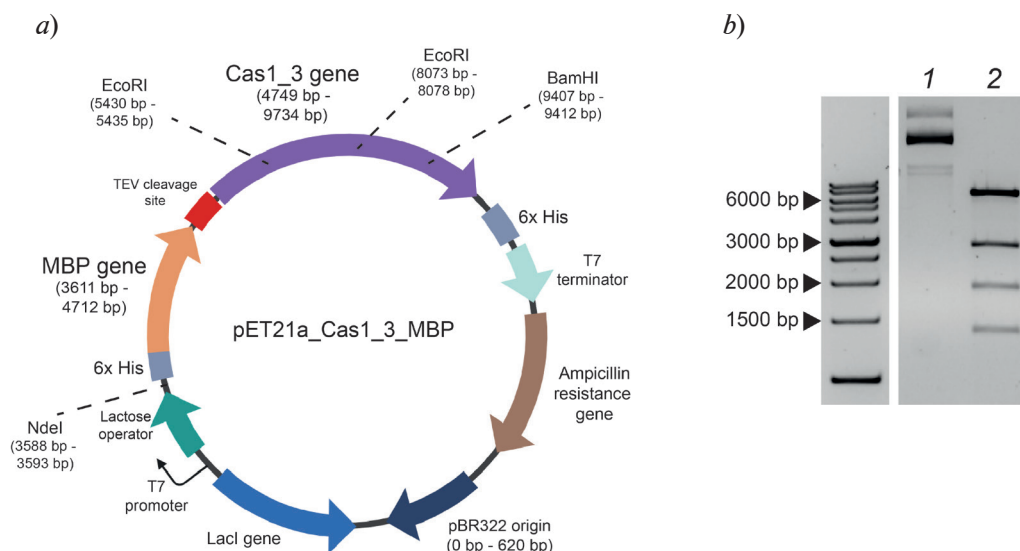 a)
EcoRI
(5430 bp -
5435 bp)
Cas1_3 gene
(4749 bp -
9734 bp)
EcoRI
(8073 bp -
8078 bp)
BamHI
(9407 bp -
9412 bp)
TEV cleavage
site
6x His
MBP gene
(3611 bp -
4712 bp)
T7
terminator
pET21a_Cas1_3_MBP
6x His
Ampicillin
resistance
gene
NdeI
(3588 bp -
3593 bp)
Lactose
operator
T7
promoter
LacI gene
pBR322 origin
(0 bp - 620 bp)
b)
1 2
6000 bp
3000 bp
2000 bp
1500 bp